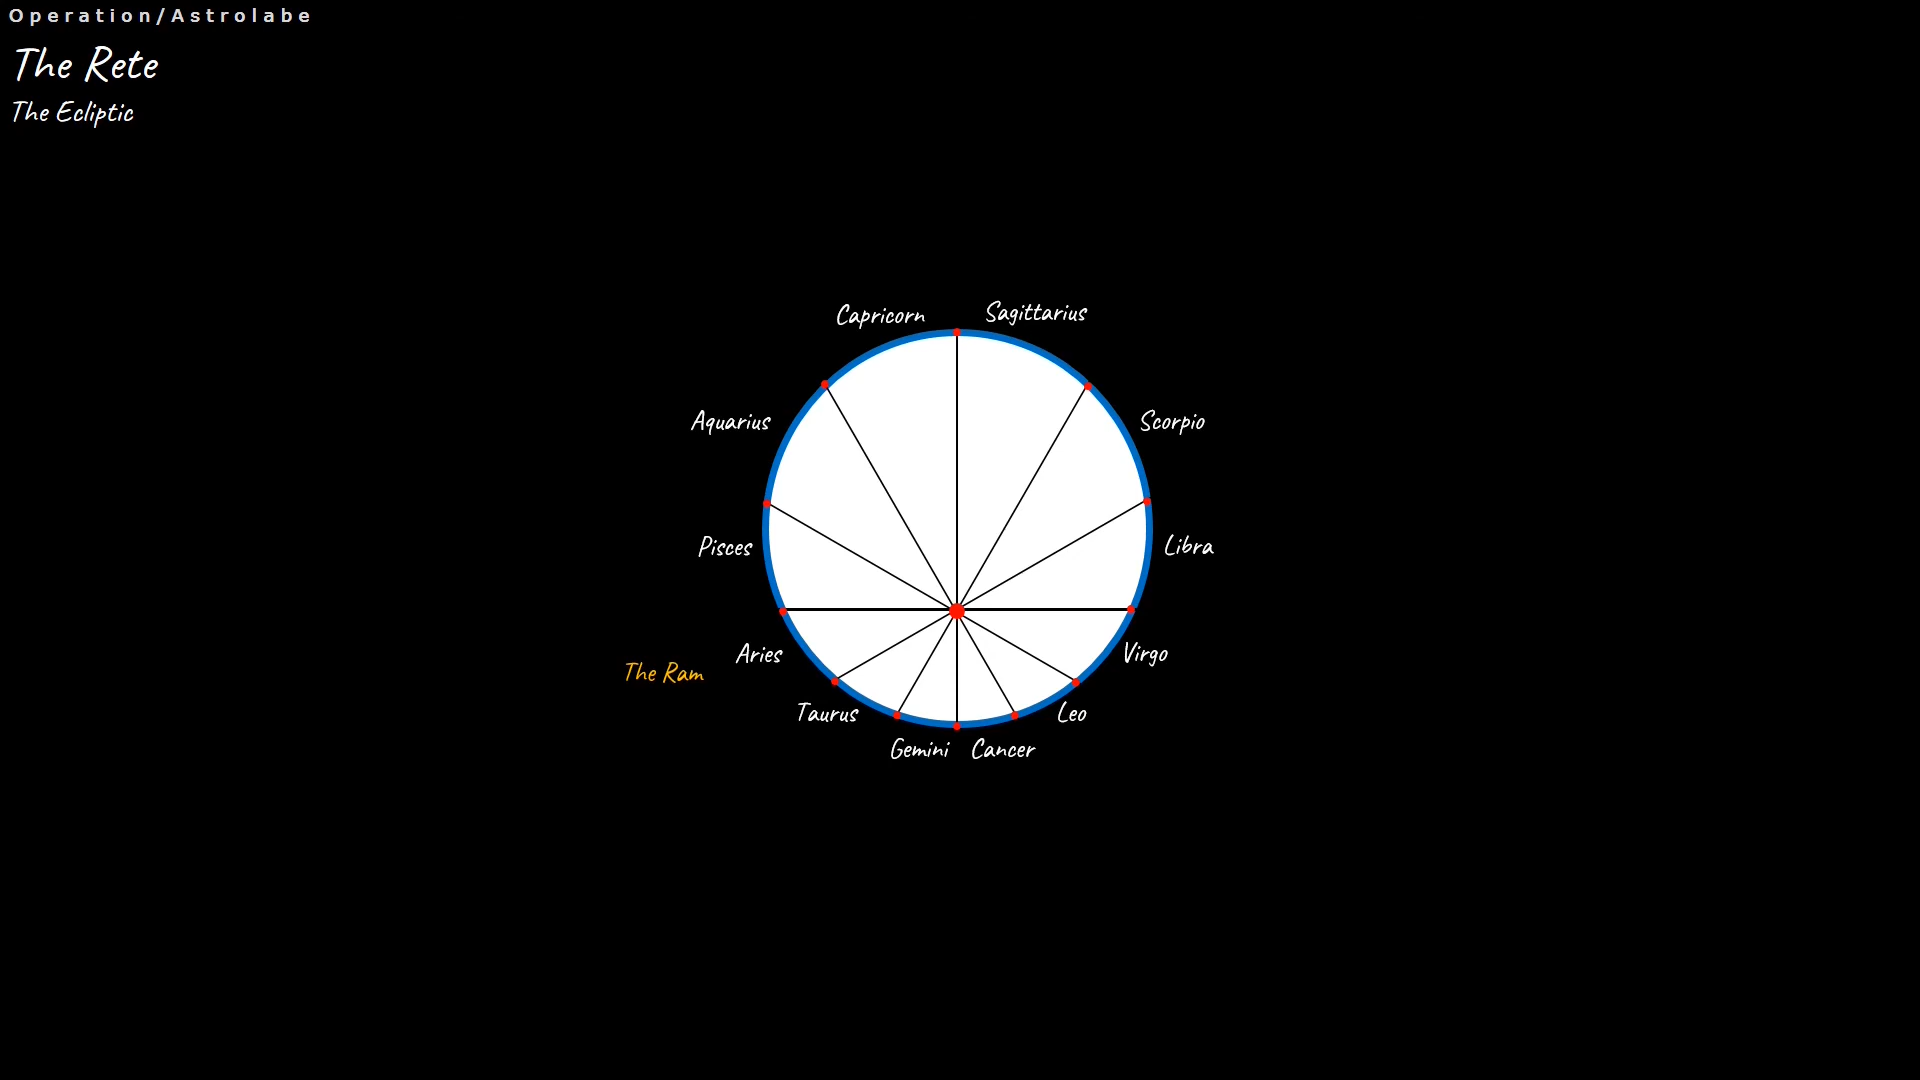 Operation/Astrolabe
The Rete
The Ecliptic
Capricorn
Sagittarius
Aquarius
Scorpio
Pisces
Libra
Aries
Virgo
The Ram
Taurus
Leo
Gemini
Cancer